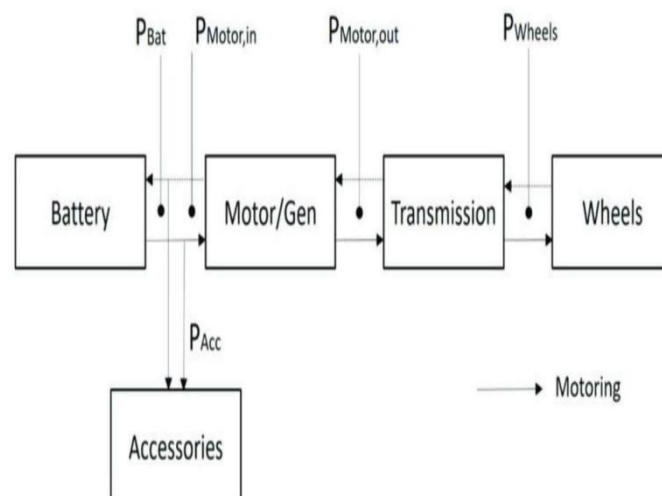 PBat PMotor,in PMotor,out PWheels
Battery Motor/Gen Transmission Wheels
PAcc
Motoring
Accessories